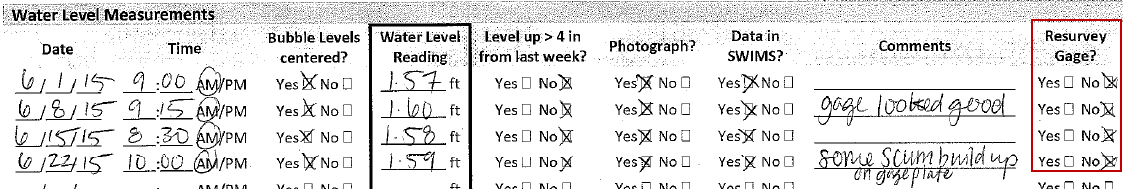 Water Level Measurements
Date Time Bubble Levels centered? Water Level Reading Level up > 4 in from last week? Photograph? Data in SWIMS? Comments Resurvey Gage?
6/1/15 9:00 AM/PM Yes☒ No☐ 1.57 ft Yes☐ No☒ Yes☒ No☐ Yes☒ No☐ Yes☐ No☒
6/8/15 9:15 AM/PM Yes☒ No☐ 1.60 ft Yes☐ No☒ Yes☒ No☐ Yes☒ No☐ gage looked good Yes☐ No☒
6/15/15 8:30 AM/PM Yes☒ No☐ 1.58 ft Yes☐ No☒ Yes☒ No☐ Yes☒ No☐ Yes☐ No☒
6/22/15 10:00 AM/PM Yes☒ No☐ 1.59 ft Yes☐ No☒ Yes☒ No☐ Yes☒ No☐ some scum build up on gage plate Yes☐ No☒